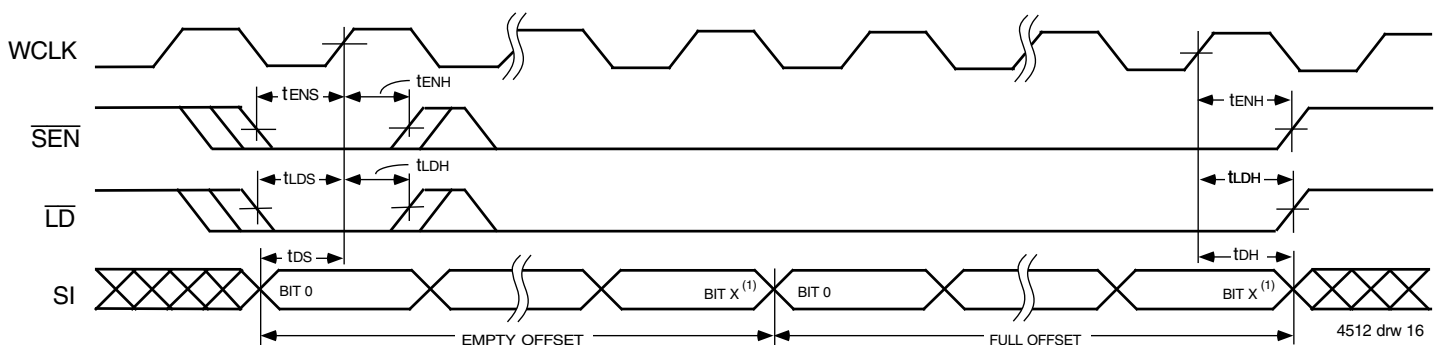 WCLK
tENS
tENH
tENH
SEN
tLDS
tLDH
tLDH
LD
tDS
tDH
SI
BIT 0
BIT X (1)
BIT 0
BIT X (1)
EMPTY OFFSET
FULL OFFSET
4512 drw 16